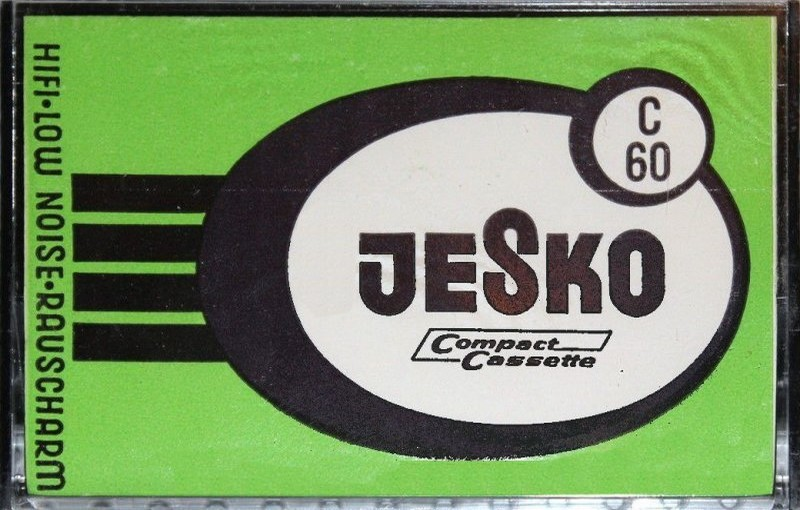 HIFI•LOW NOISE•RAUSCHARM
C
60
JESKO
Compact
Cassette